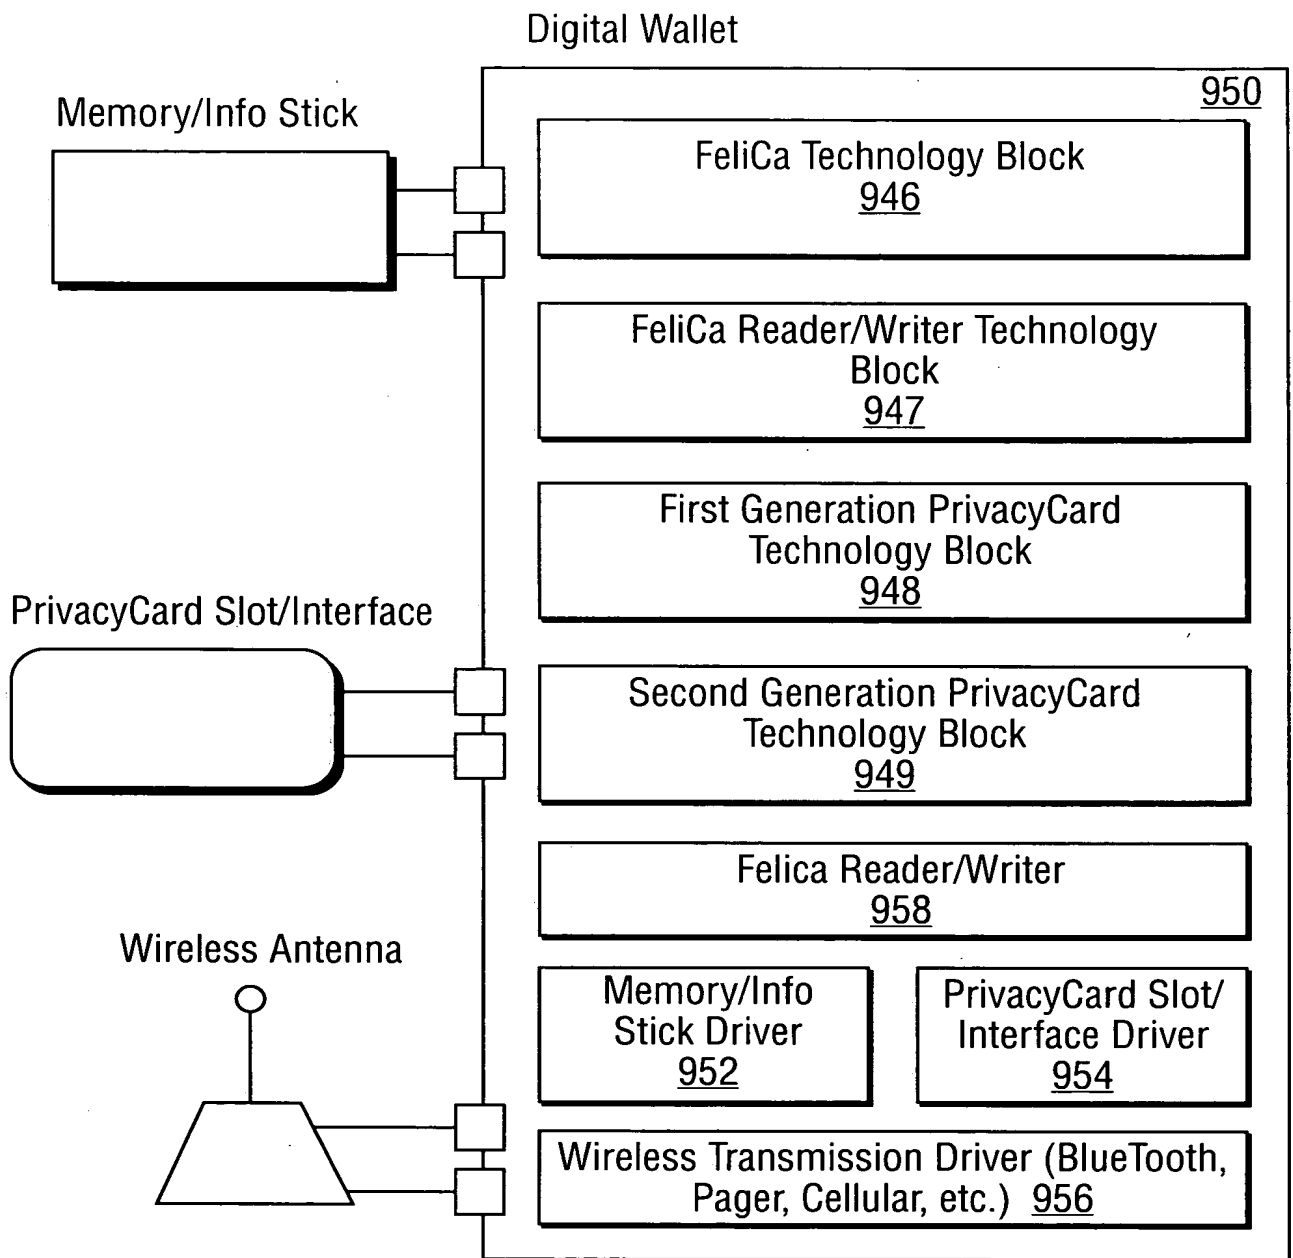 Digital Wallet
950
Memory/Info Stick
FeliCa Technology Block
946
FeliCa Reader/Writer Technology
Block
947
First Generation PrivacyCard
Technology Block
948
PrivacyCard Slot/Interface
Second Generation PrivacyCard
Technology Block
949
Felica Reader/Writer
958
Wireless Antenna
Memory/Info
Stick Driver
952
PrivacyCard Slot/
Interface Driver
954
Wireless Transmission Driver (BlueTooth,
Pager, Cellular, etc.) 956